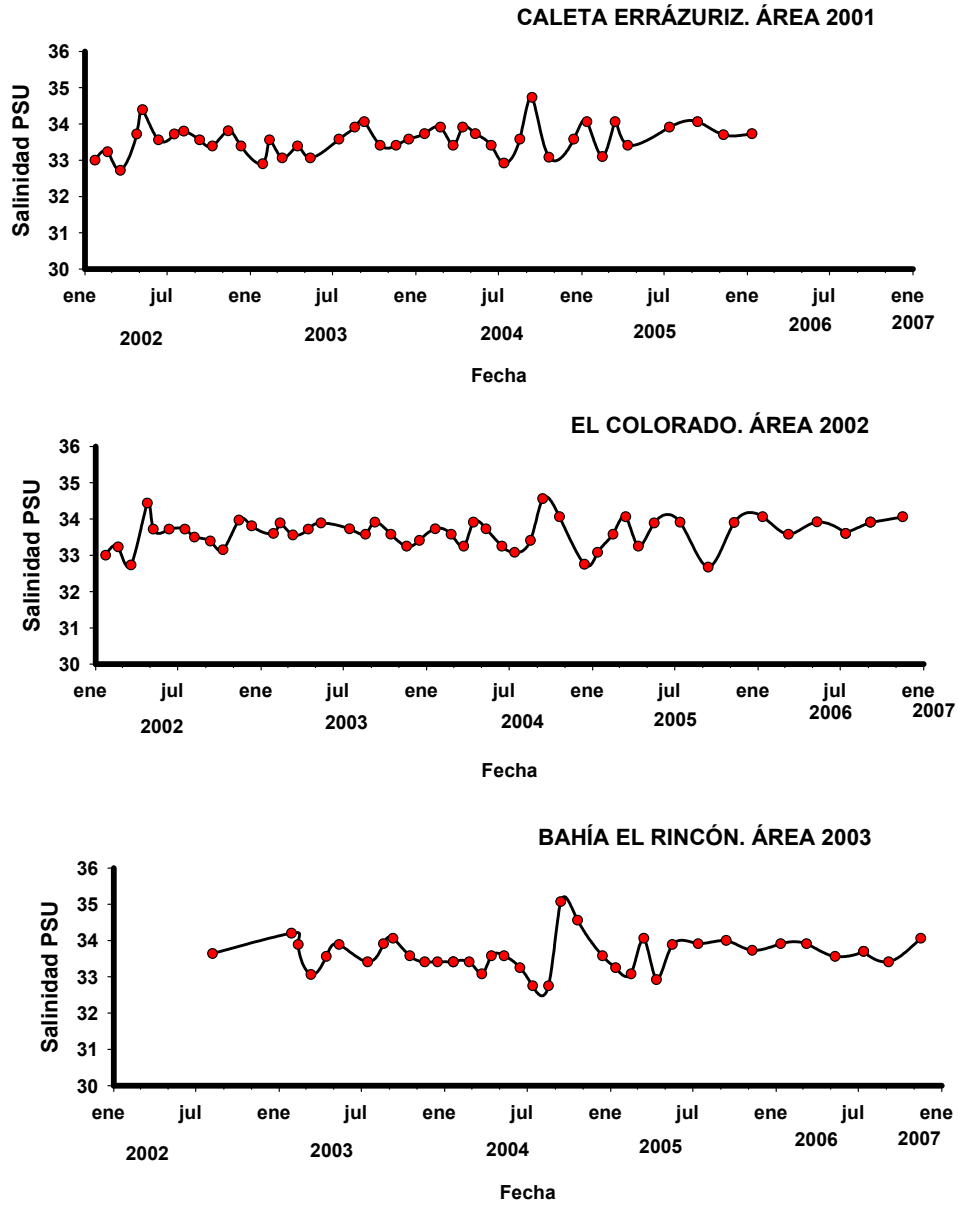 CALETA ERRÁZURIZ. ÁREA 2001
Salinidad PSU
36
35
34
33
32
31
30
ene jul ene jul ene jul ene jul ene jul ene
2002 2003 2004 2005 2006 2007
Fecha
EL COLORADO. ÁREA 2002
Salinidad PSU
36
35
34
33
32
31
30
ene jul ene jul ene jul ene jul ene jul ene
2002 2003 2004 2005 2006 2007
Fecha
BAHÍA EL RINCÓN. ÁREA 2003
Salinidad PSU
36
35
34
33
32
31
30
ene jul ene jul ene jul ene jul ene jul ene
2002 2003 2004 2005 2006 2007
Fecha